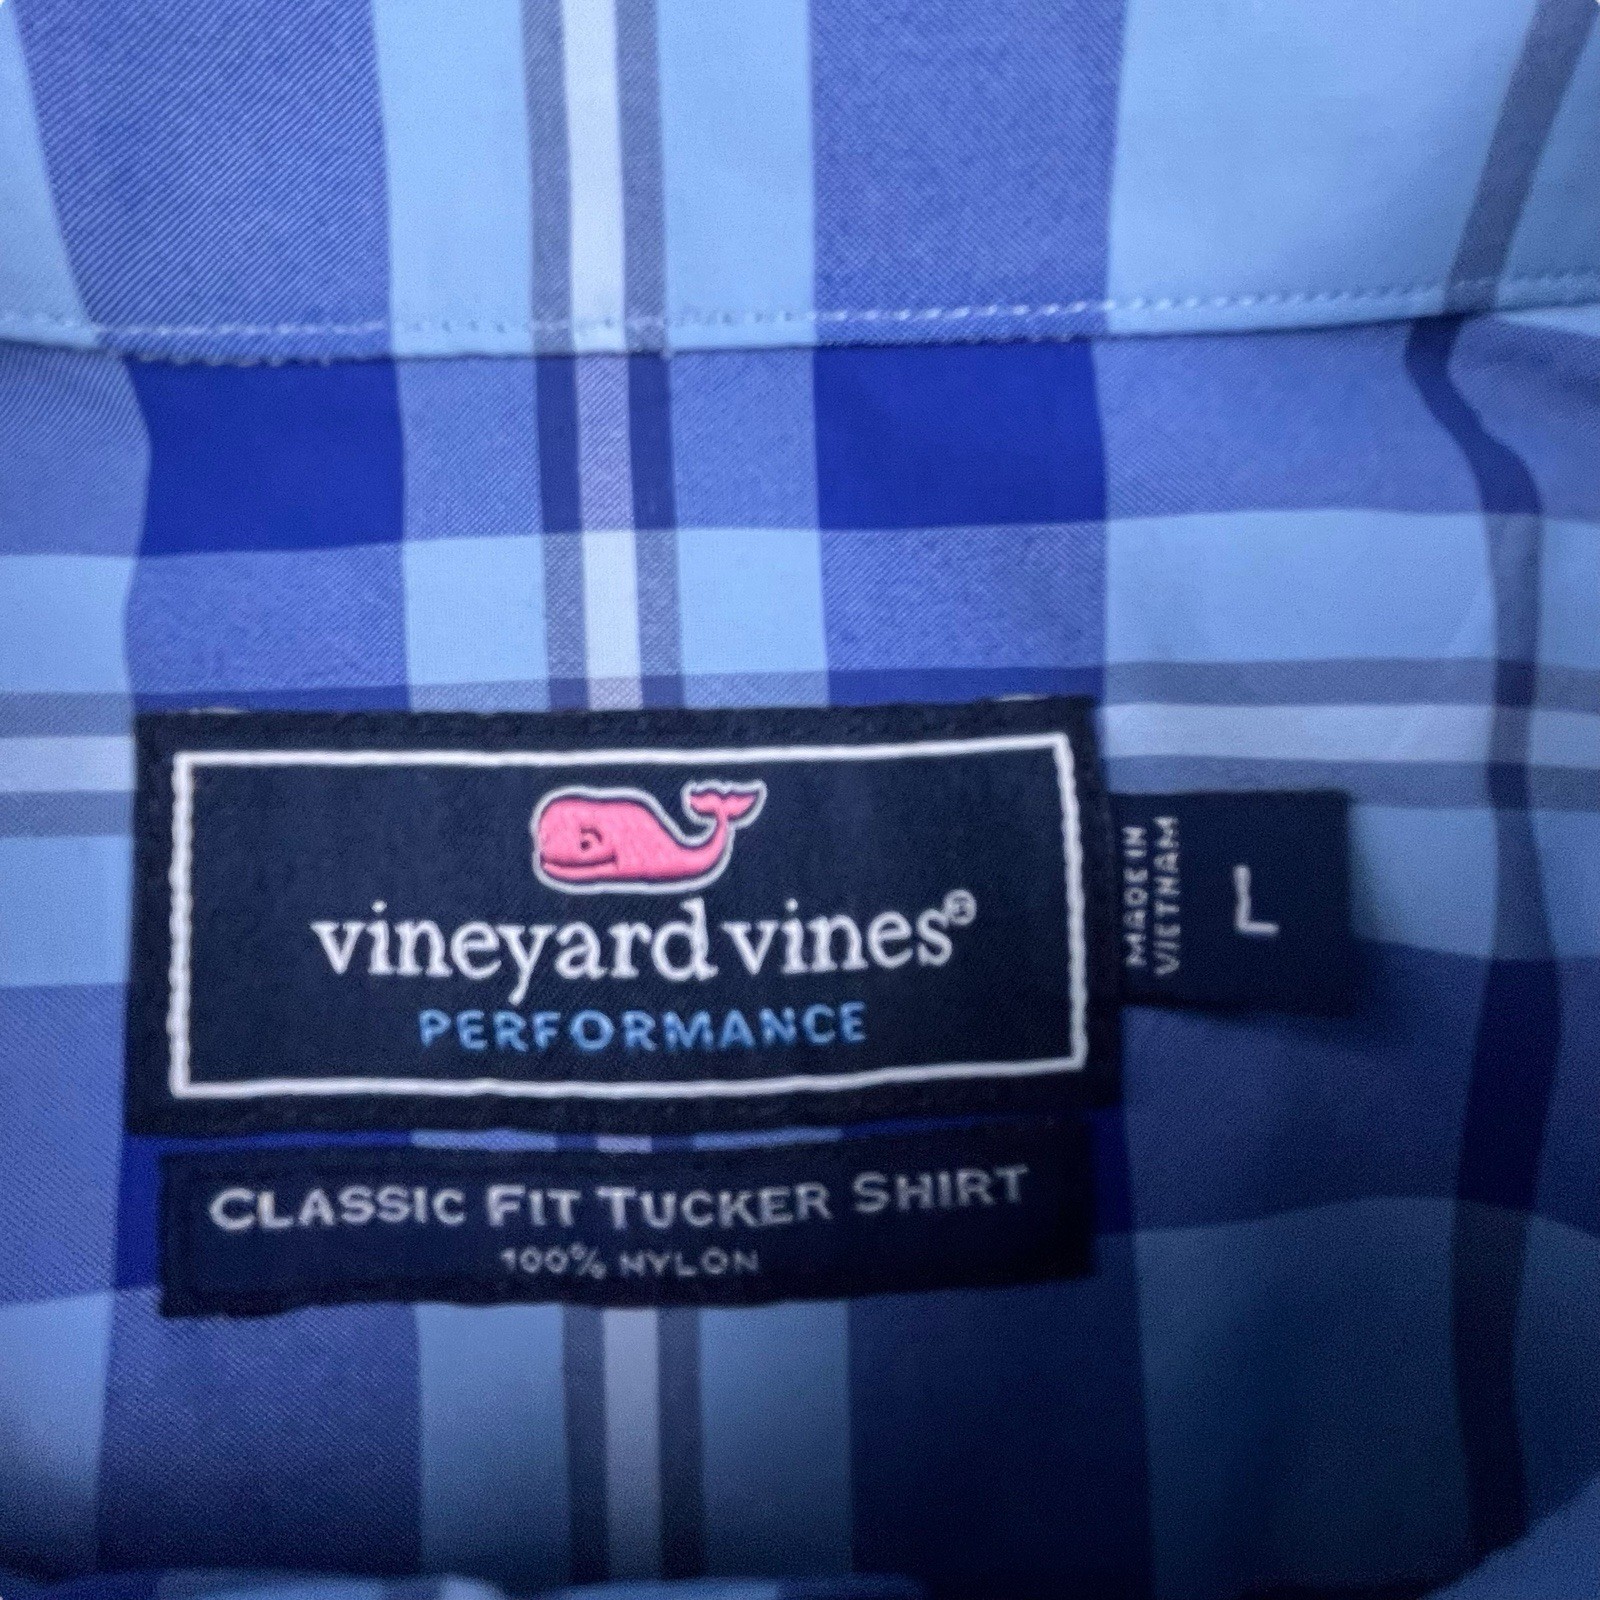 vineyard vines®
PERFORMANCE
MADE IN
VIETNAM
L
CLASSIC FIT TUCKER SHIRT
100% NYLON